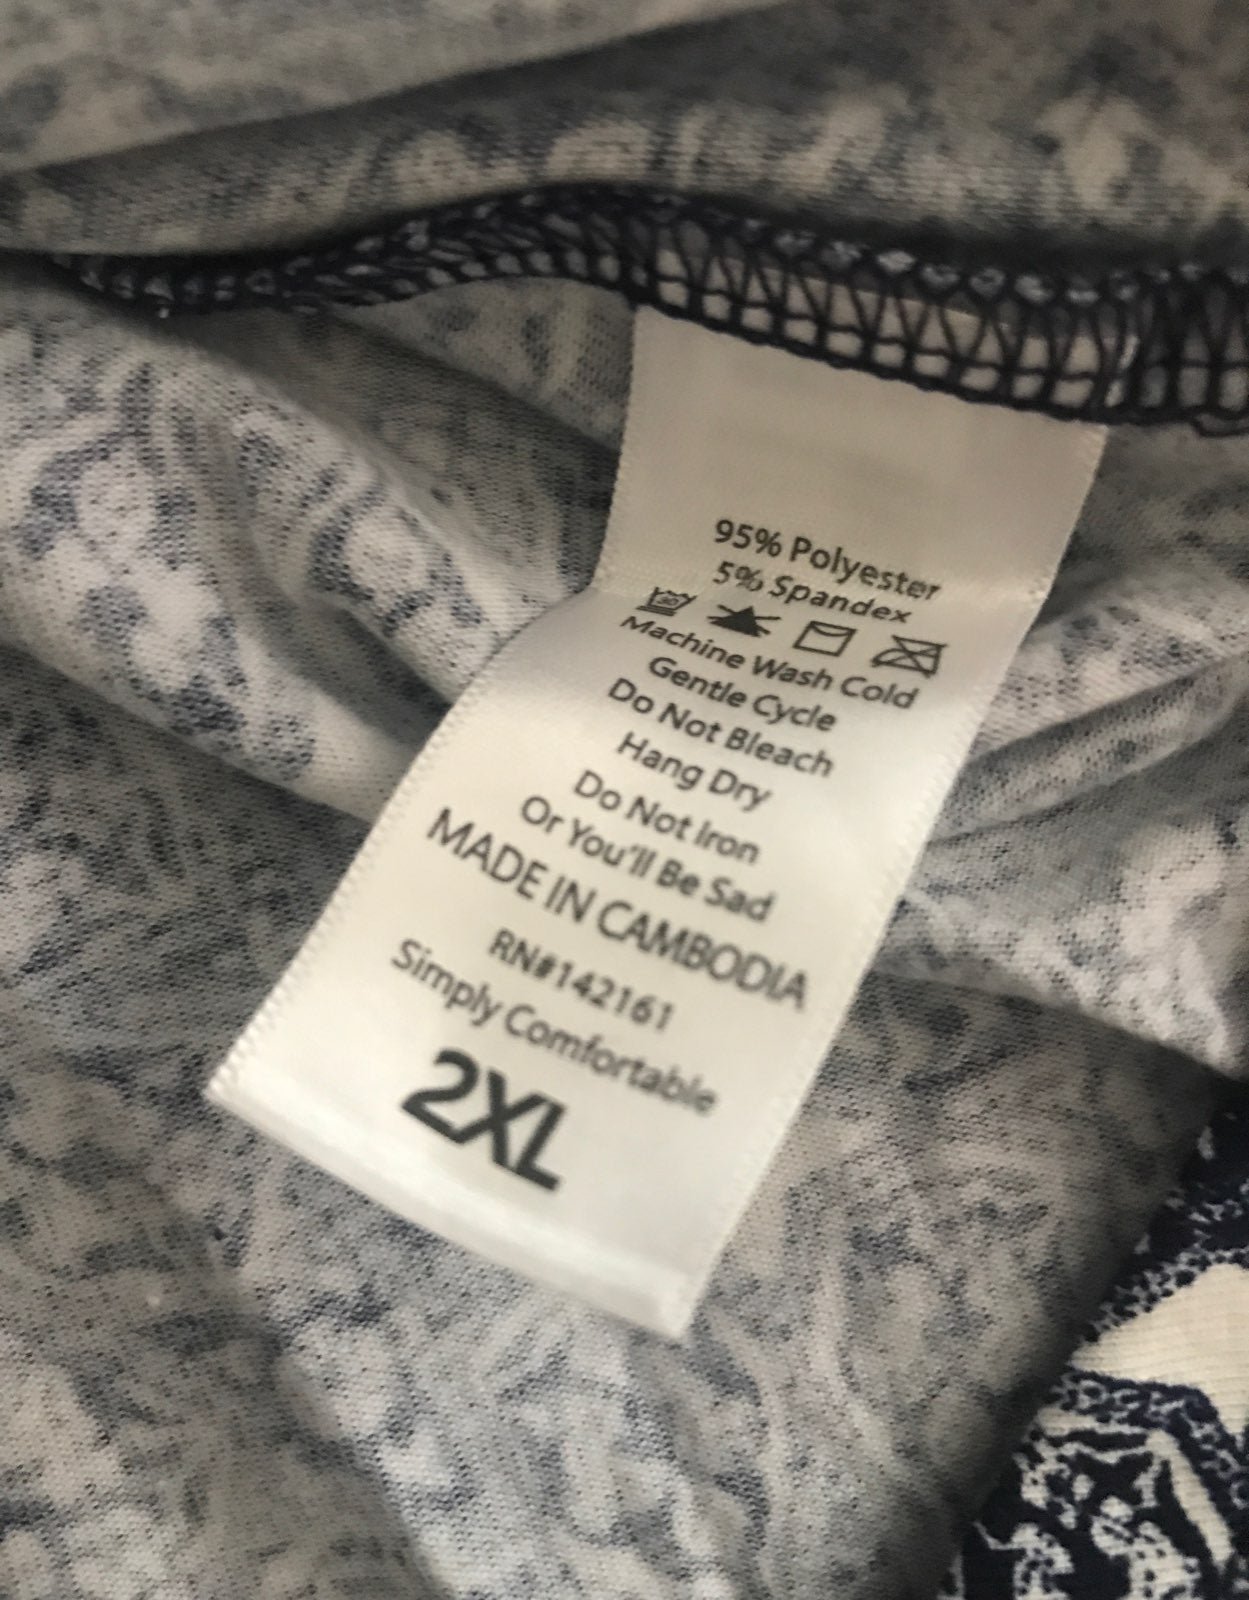 95% Polyester
5% Spandex
Machine Wash Cold
Gentle Cycle
Do Not Bleach
Hang Dry
Do Not Iron
Or You'll Be Sad
MADE IN CAMBODIA
RN#142161
Simply Comfortable
2XL